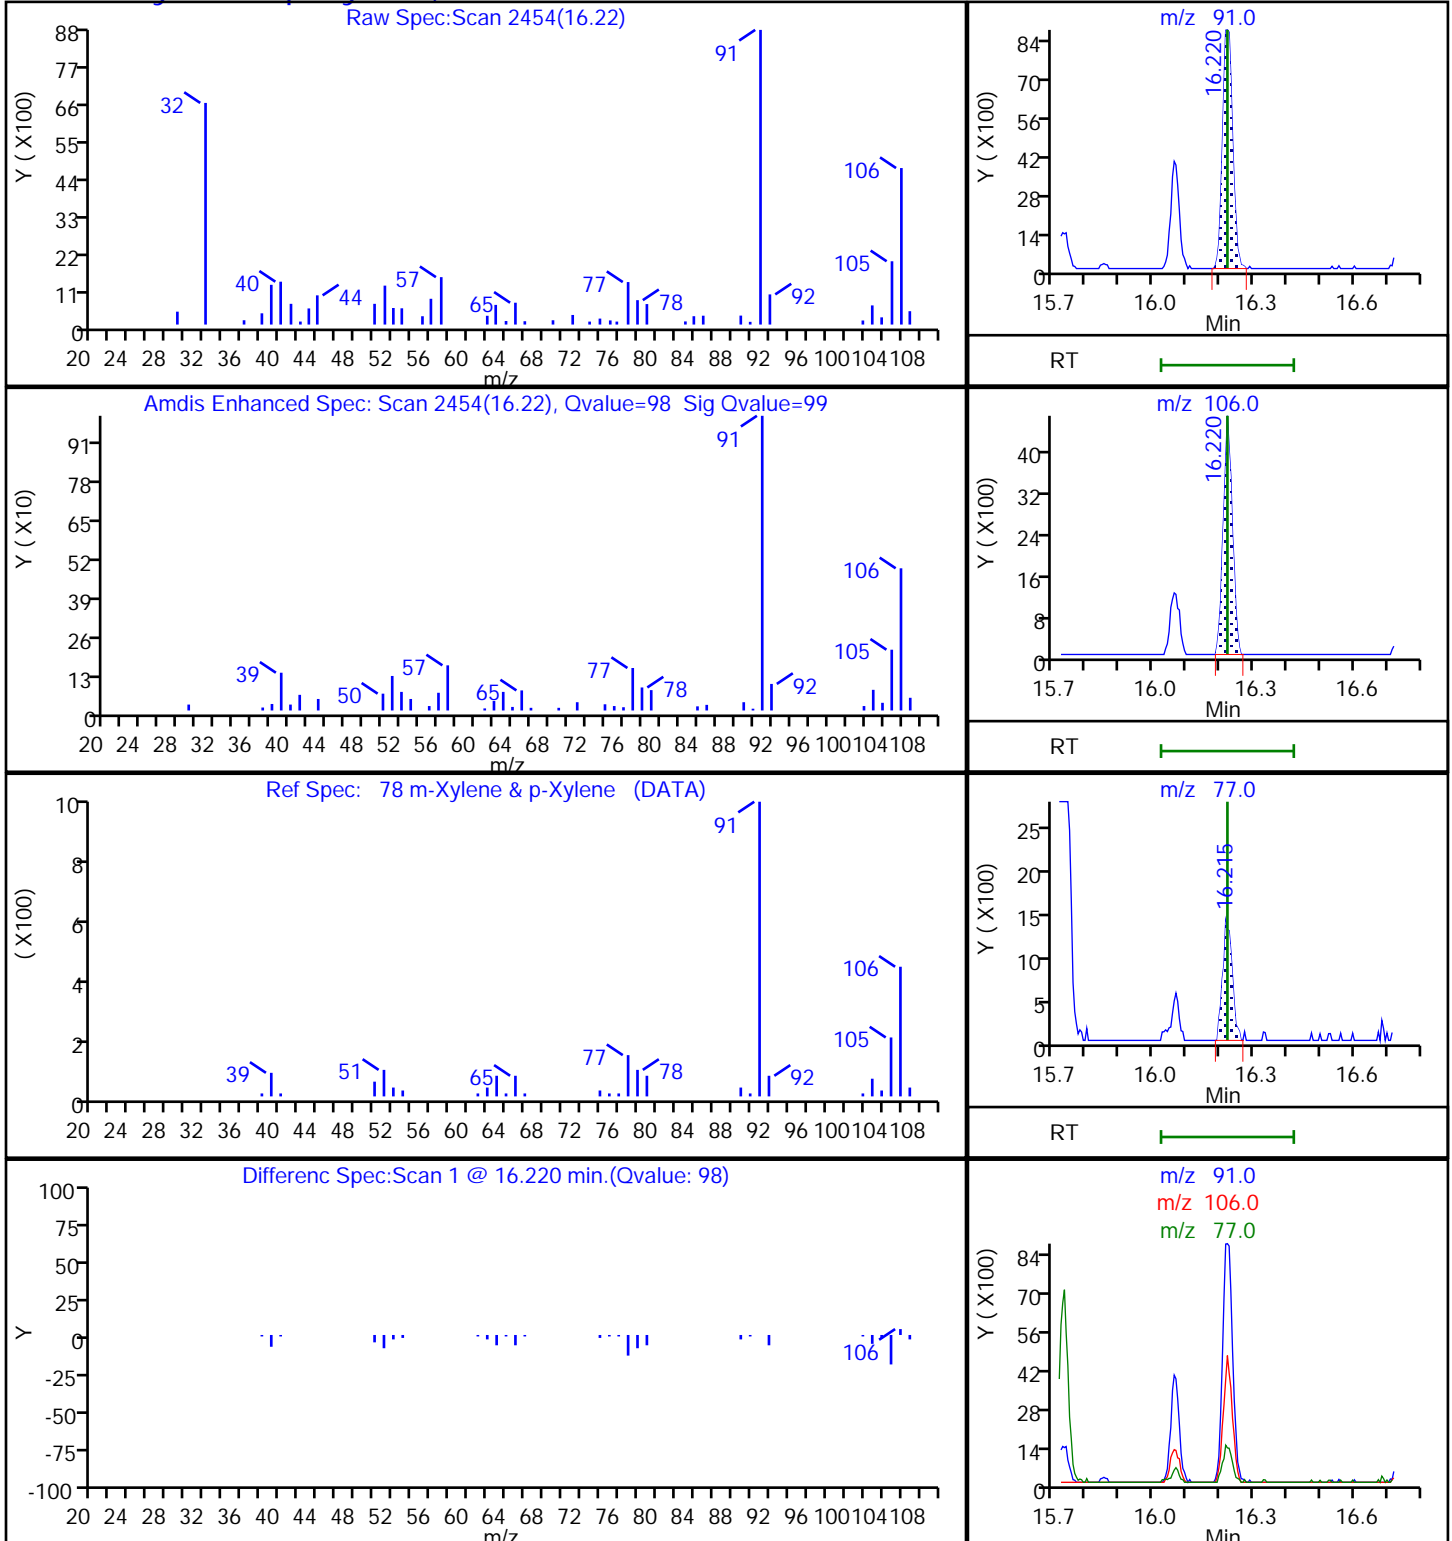 Raw Spec:Scan 2454(16.22)
88
77
66
55
44
33
22
11
0
Y ( X100)
32
40
44
57
65
77
78
91
92
105
106
20 24 28 32 36 40 44 48 52 56 60 64 68 72 76 80 84 88 92 96 100 104 108
m/z
m/z 91.0
84
70
56
42
28
14
0
Y ( X100)
16.220
15.7 16.0 16.3 16.6
Min
RT
Amdis Enhanced Spec: Scan 2454(16.22), Qvalue=98 Sig Qvalue=99
91
78
65
52
39
26
13
0
Y ( X10)
39
50
57
65
77
78
91
92
105
106
20 24 28 32 36 40 44 48 52 56 60 64 68 72 76 80 84 88 92 96 100 104 108
m/z
m/z 106.0
40
32
24
16
8
0
Y ( X100)
16.220
15.7 16.0 16.3 16.6
Min
RT
Ref Spec: 78 m-Xylene & p-Xylene (DATA)
10
8
6
4
2
0
( X100)
39
51
65
77
78
91
92
105
106
20 24 28 32 36 40 44 48 52 56 60 64 68 72 76 80 84 88 92 96 100 104 108
m/z 77.0
25
20
15
10
5
0
Y ( X100)
16.215
15.7 16.0 16.3 16.6
Min
RT
Differenc Spec:Scan 1 @ 16.220 min.(Qvalue: 98)
100
75
50
25
0
-25
-50
-75
-100
Y
106
20 24 28 32 36 40 44 48 52 56 60 64 68 72 76 80 84 88 92 96 100 104 108
m/z
m/z 91.0
m/z 106.0
m/z 77.0
84
70
56
42
28
14
0
Y ( X100)
15.7 16.0 16.3 16.6
Min